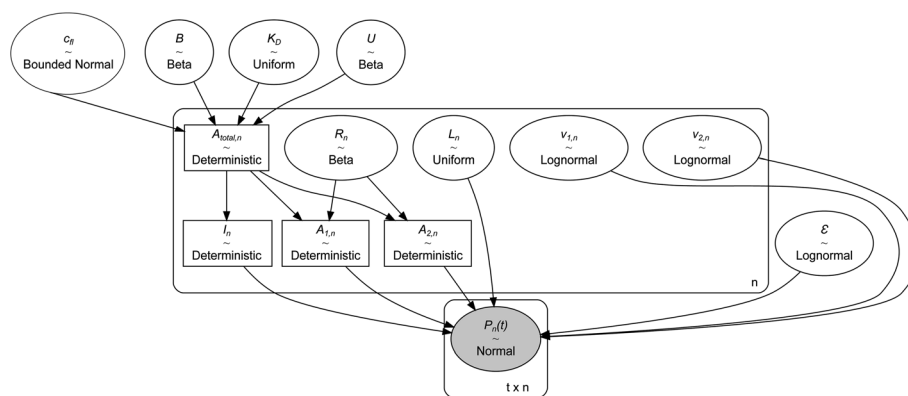 c_fl
~
Bounded Normal
B
~
Beta
K_D
~
Uniform
U
~
Beta
A_total,n
~
Deterministic
R_n
~
Beta
L_n
~
Uniform
v_1,n
~
Lognormal
v_2,n
~
Lognormal
I_n
~
Deterministic
A_1,n
~
Deterministic
A_2,n
~
Deterministic
Ɛ
~
Lognormal
n
P_n(t)
~
Normal
t x n